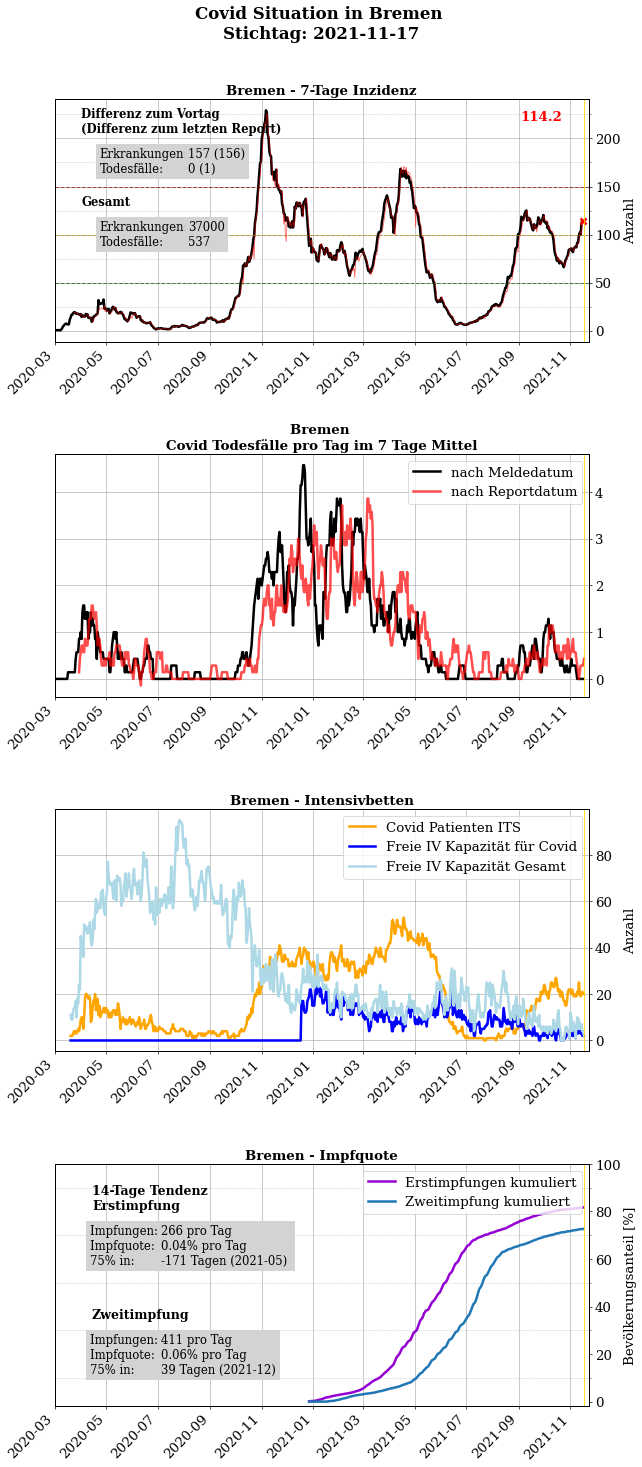 Covid Situation in Bremen
Stichtag: 2021-11-17
Bremen - 7-Tage Inzidenz
Differenz zum Vortag
(Differenz zum letzten Report)
Erkrankungen 157 (156)
Todesfälle: 0 (1)
Gesamt
Erkrankungen 37000
Todesfälle: 537
114.2
200
150
100
50
0
Anzahl
2020-03
2020-05
2020-07
2020-09
2020-11
2021-01
2021-03
2021-05
2021-07
2021-09
2021-11
Bremen
Covid Todesfälle pro Tag im 7 Tage Mittel
nach Meldedatum
nach Reportdatum
4
3
2
1
0
2020-03
2020-05
2020-07
2020-09
2020-11
2021-01
2021-03
2021-05
2021-07
2021-09
2021-11
Bremen - Intensivbetten
Covid Patienten ITS
Freie IV Kapazität für Covid
Freie IV Kapazität Gesamt
80
60
40
20
0
Anzahl
2020-03
2020-05
2020-07
2020-09
2020-11
2021-01
2021-03
2021-05
2021-07
2021-09
2021-11
Bremen - Impfquote
14-Tage Tendenz
Erstimpfung
Impfungen: 266 pro Tag
Impfquote: 0.04% pro Tag
75% in: -171 Tagen (2021-05)
Zweitimpfung
Impfungen: 411 pro Tag
Impfquote: 0.06% pro Tag
75% in: 39 Tagen (2021-12)
Erstimpfungen kumuliert
Zweitimpfung kumuliert
100
80
60
40
20
0
Bevölkerungsanteil [%]
2020-03
2020-05
2020-07
2020-09
2020-11
2021-01
2021-03
2021-05
2021-07
2021-09
2021-11